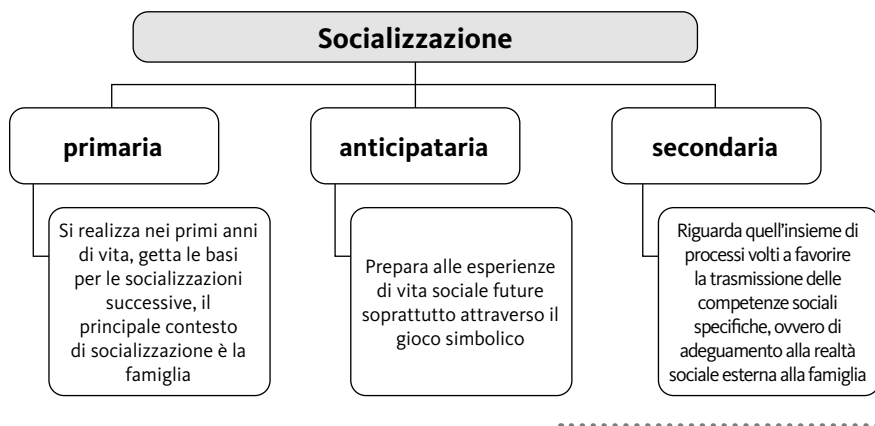 Socializzazione
primaria
anticipataria
secondaria
Si realizza nei primi anni
di vita, getta le basi
per le socializzazioni
successive, il
principale contesto
di socializzazione è la
famiglia
Prepara alle esperienze
di vita sociale future
soprattutto attraverso il
gioco simbolico
Riguarda quell'insieme di
processi volti a favorire
la trasmissione delle
competenze sociali
specifiche, ovvero di
adeguamento alla realtà
sociale esterna alla famiglia